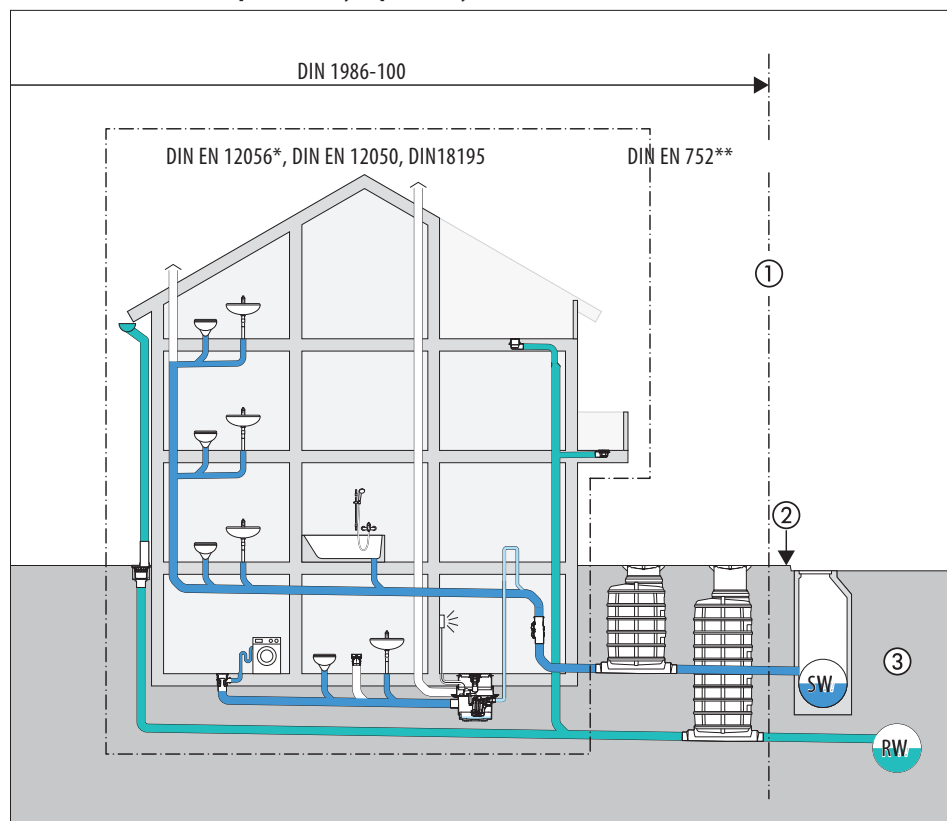 DIN 1986-100
DIN EN 12056*, DIN EN 12050, DIN18195
DIN EN 752**
1
2
3
SW
RW